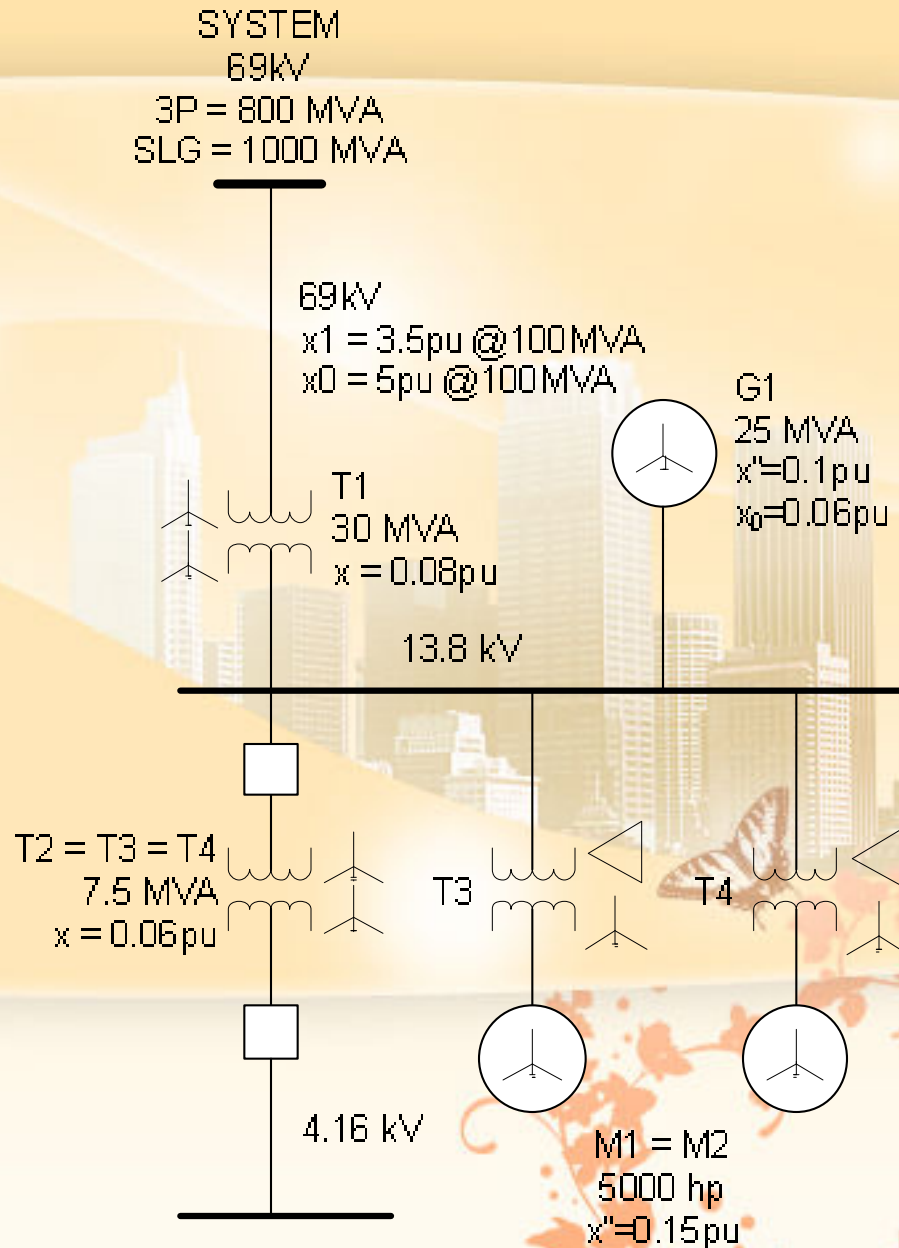 SYSTEM
69kV
3P = 800 MVA
SLG = 1000 MVA
69kV
x1 = 3.5pu @100MVA
x0 = 5pu @100MVA
G1
25 MVA
x"=0.1pu
x₀=0.06pu
T1
30 MVA
x = 0.08pu
13.8 kV
T2 = T3 = T4
7.5 MVA
x = 0.06pu
T3
T4
4.16 kV
M1 = M2
5000 hp
x"=0.15pu